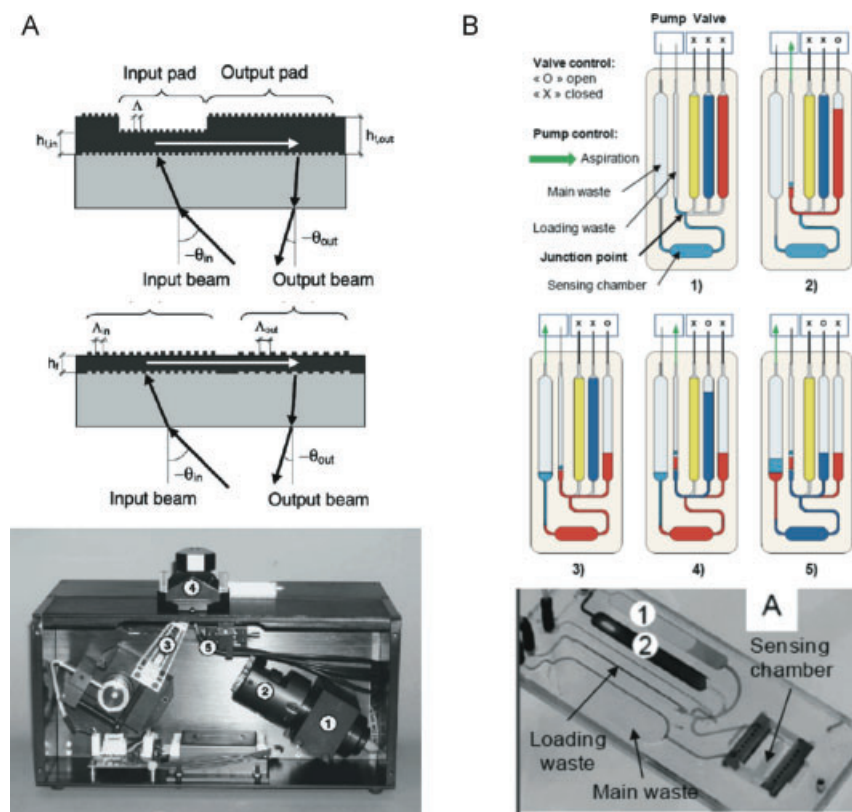 A
Input pad
Output pad
Λ
h_f,in
h_f,out
−θ_in
−θ_out
Input beam
Output beam
Λ_in
Λ_out
h_f
−θ_in
−θ_out
Input beam
Output beam
4
3
5
2
1
B
Pump Valve
X X X
X X O
Valve control:
« O » open
« X » closed
Pump control:
Aspiration
Main waste
Loading waste
Junction point
Sensing chamber
1)
2)
X X O
X O X
X O X
3)
4)
5)
A
1
2
Sensing
chamber
Loading
waste
Main waste